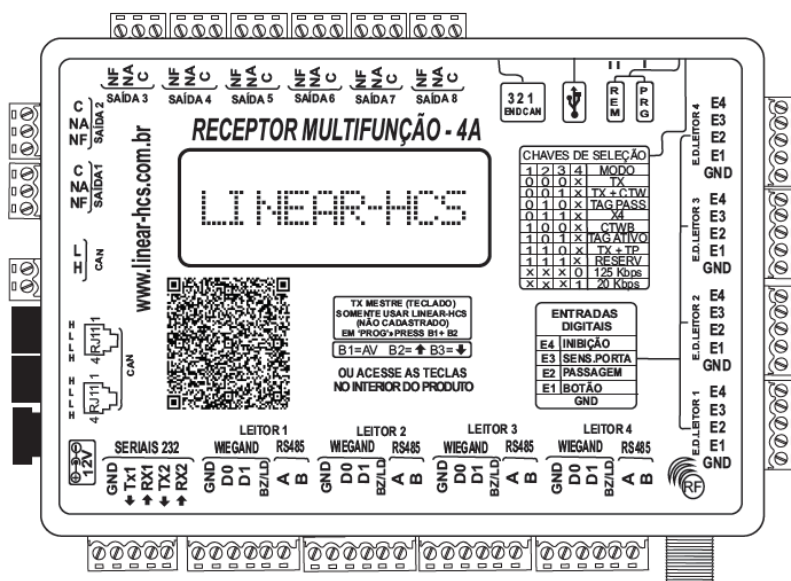 NF NA C
SAÍDA 3
NF NA C
SAÍDA 4
NF NA C
SAÍDA 5
NF NA C
SAÍDA 6
NF NA C
SAÍDA 7
NF NA C
SAÍDA 8
3 2 1
END CAN
REM
PRG
C
NA
NF
SAÍDA 2
C
NA
NF
SAÍDA 1
L
H
CAN
H
L
L
H
RJ11
1
4
H
L
L
H
RJ11
1
4
CAN
12V
www.linear-hcs.com.br
RECEPTOR MULTIFUNÇÃO - 4A
LINEAR-HCS
CHAVES DE SELEÇÃO
1 2 3 4 MODO
0 0 0 x TX
0 0 1 x TX + CTW
0 1 0 x TAG PASS
0 1 1 x X4
1 0 0 x CTWB
1 0 1 x TAG ATIVO
1 1 0 x TX + TP
1 1 1 x RESERV
x x x 0 125 Kbps
x x x 1 20 Kbps
TX MESTRE (TECLADO)
SOMENTE USAR LINEAR-HCS
(NÃO CADASTRADO)
EM 'PROG's PRESS B1+ B2
B1=AV B2=🡅 B3=🡇
OU ACESSE AS TECLAS
NO INTERIOR DO PRODUTO
ENTRADAS
DIGITAIS
E4 INIBIÇÃO
E3 SENS.PORTA
E2 PASSAGEM
E1 BOTÃO
GND
E.D.LEITOR 4
E4
E3
E2
E1
GND
E.D.LEITOR 3
E4
E3
E2
E1
GND
E.D.LEITOR 2
E4
E3
E2
E1
GND
E.D.LEITOR 1
E4
E3
E2
E1
GND
RF
SERIAIS 232
GND
Tx1
RX1
TX2
RX2
LEITOR 1
WIEGAND RS485
GND D0 D1 BZ/LD A B
LEITOR 2
WIEGAND RS485
GND D0 D1 BZ/LD A B
LEITOR 3
WIEGAND RS485
GND D0 D1 BZ/LD A B
LEITOR 4
WIEGAND RS485
GND D0 D1 BZ/LD A B